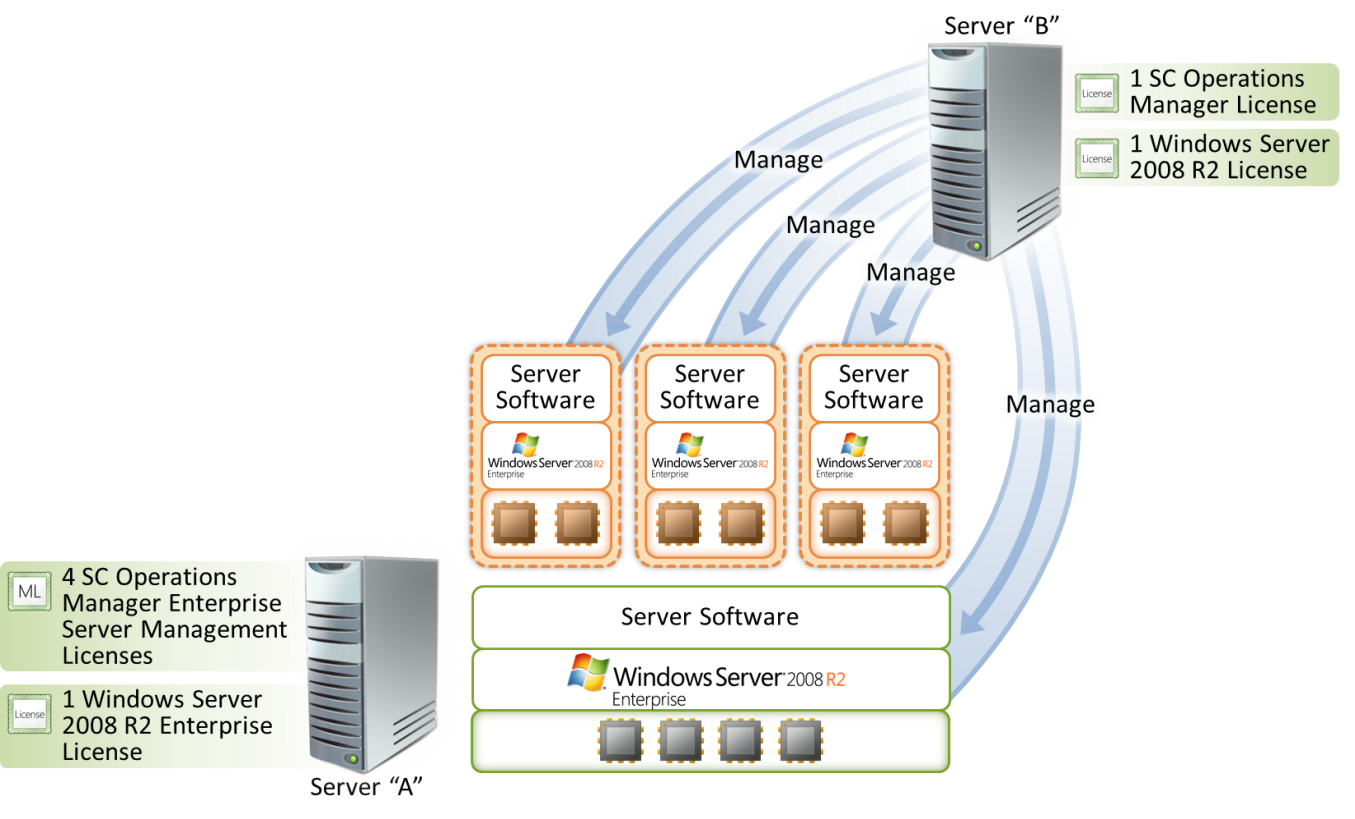 Server “B”
License
1 SC Operations
Manager License
License
1 Windows Server
2008 R2 License
Manage
Manage
Manage
Manage
Server
Software
Windows Server 2008 R2
Enterprise
Server
Software
Windows Server 2008 R2
Enterprise
Server
Software
Windows Server 2008 R2
Enterprise
Server Software
Windows Server 2008 R2
Enterprise
ML
4 SC Operations
Manager Enterprise
Server Management
Licenses
License
1 Windows Server
2008 R2 Enterprise
License
Server “A”